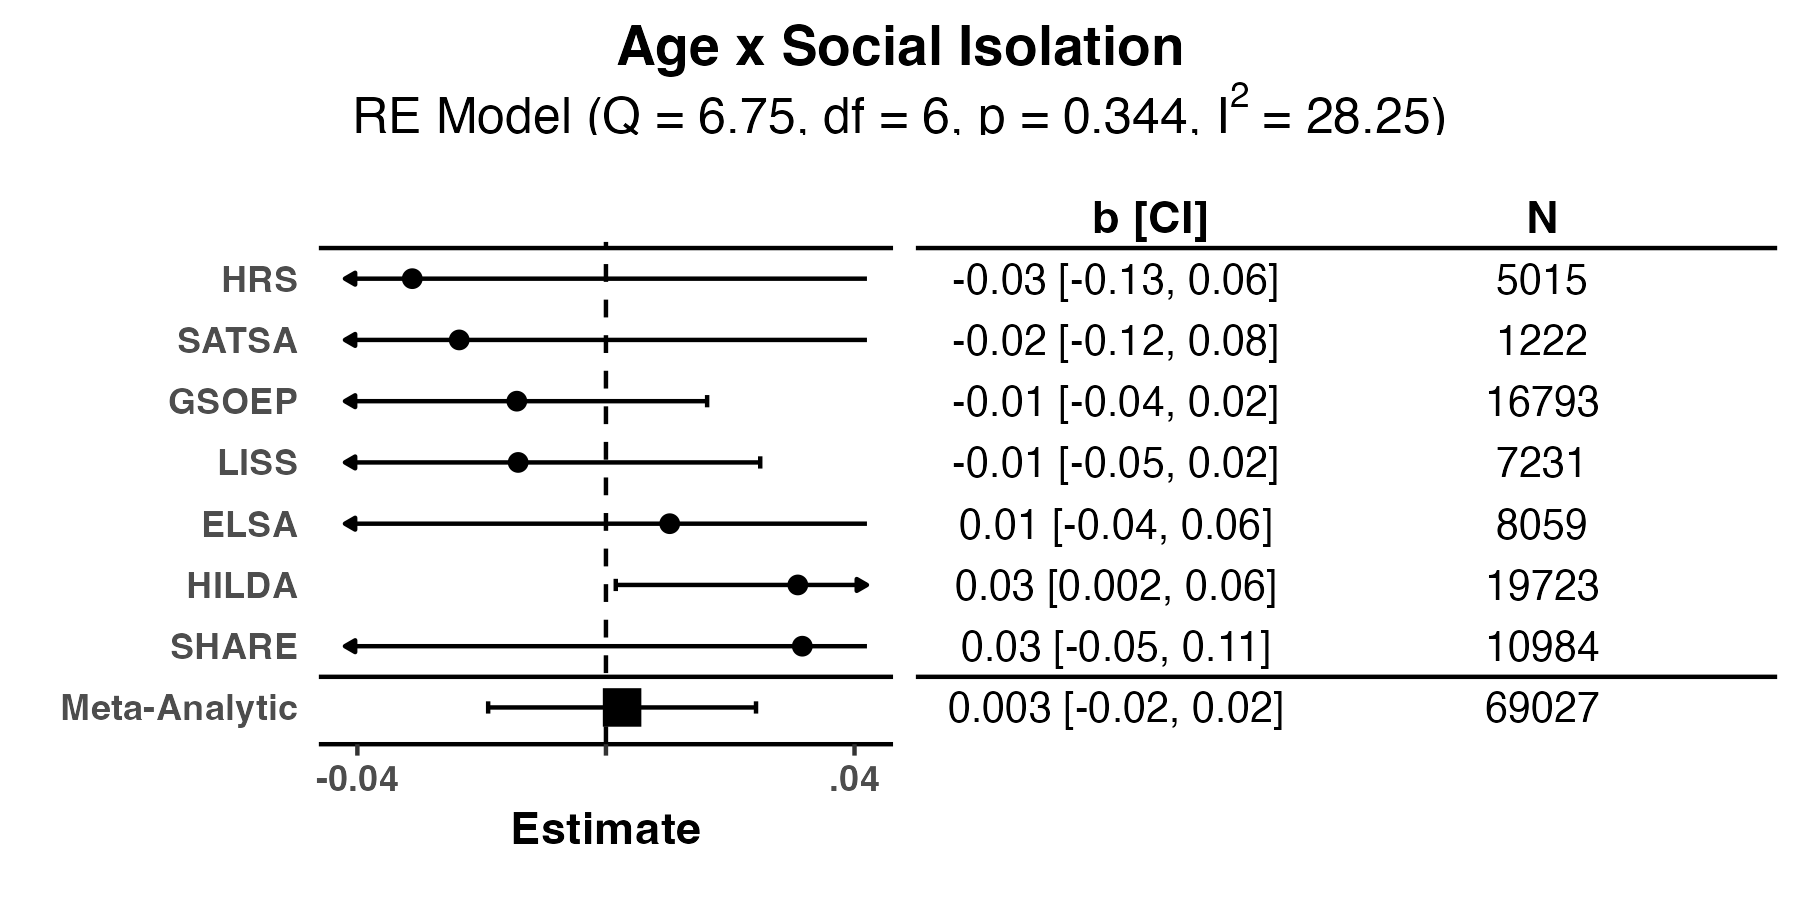 Age x Social Isolation
RE Model (Q = 6.75, df = 6, p = 0.344, I² = 28.25)
b [CI] N
HRS -0.03 [-0.13, 0.06] 5015
SATSA -0.02 [-0.12, 0.08] 1222
GSOEP -0.01 [-0.04, 0.02] 16793
LISS -0.01 [-0.05, 0.02] 7231
ELSA 0.01 [-0.04, 0.06] 8059
HILDA 0.03 [0.002, 0.06] 19723
SHARE 0.03 [-0.05, 0.11] 10984
Meta-Analytic 0.003 [-0.02, 0.02] 69027
-0.04 .04
Estimate